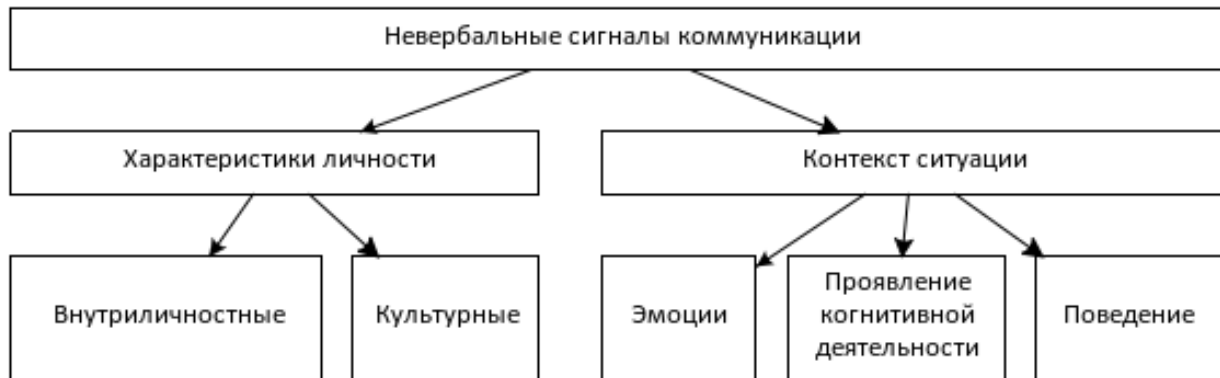 Невербальные сигналы коммуникации
Характеристики личности
Контекст ситуации
Внутриличностные
Культурные
Эмоции
Проявление
когнитивной
деятельности
Поведение